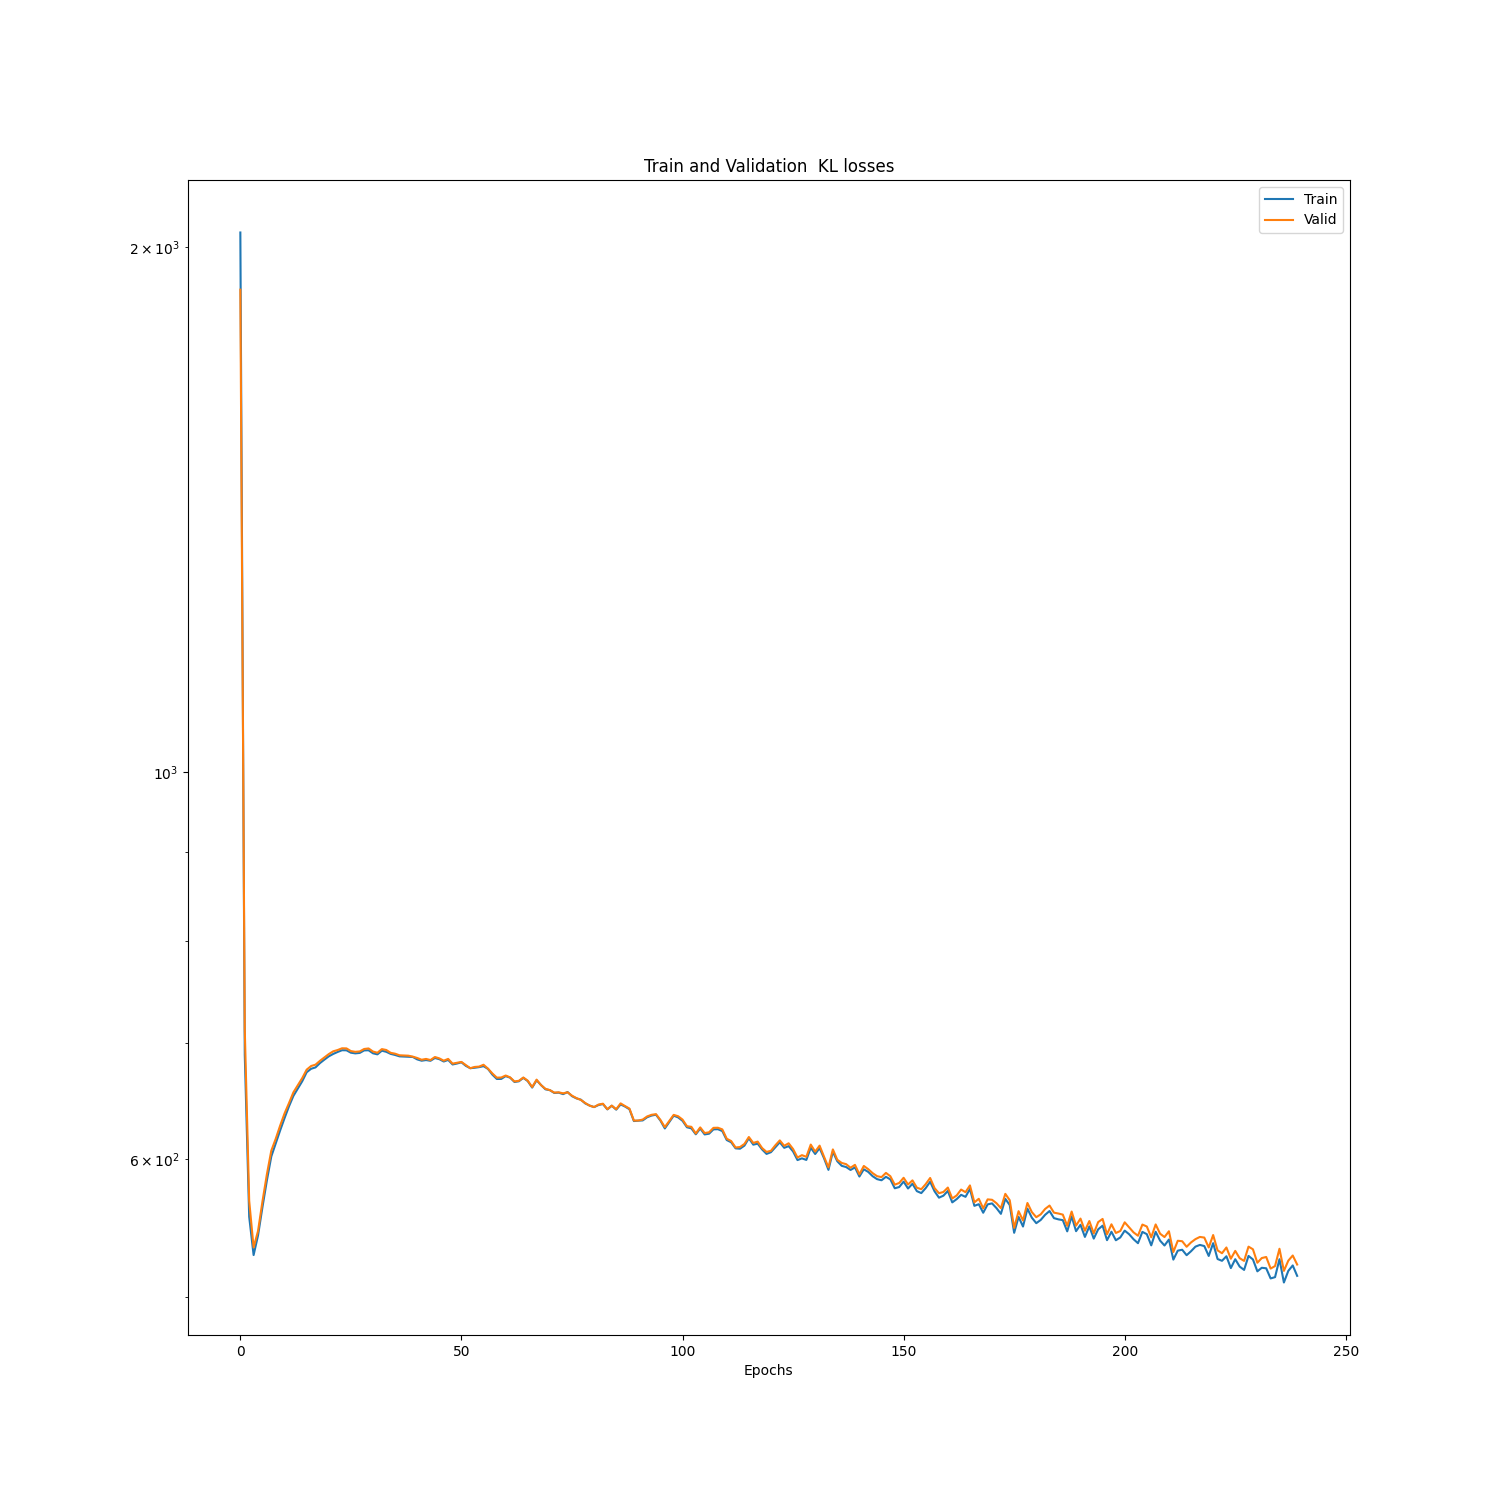 Train and Validation  KL losses
Train
Valid
2 × 10³
10³
6 × 10²
0 50 100 150 200 250
Epochs